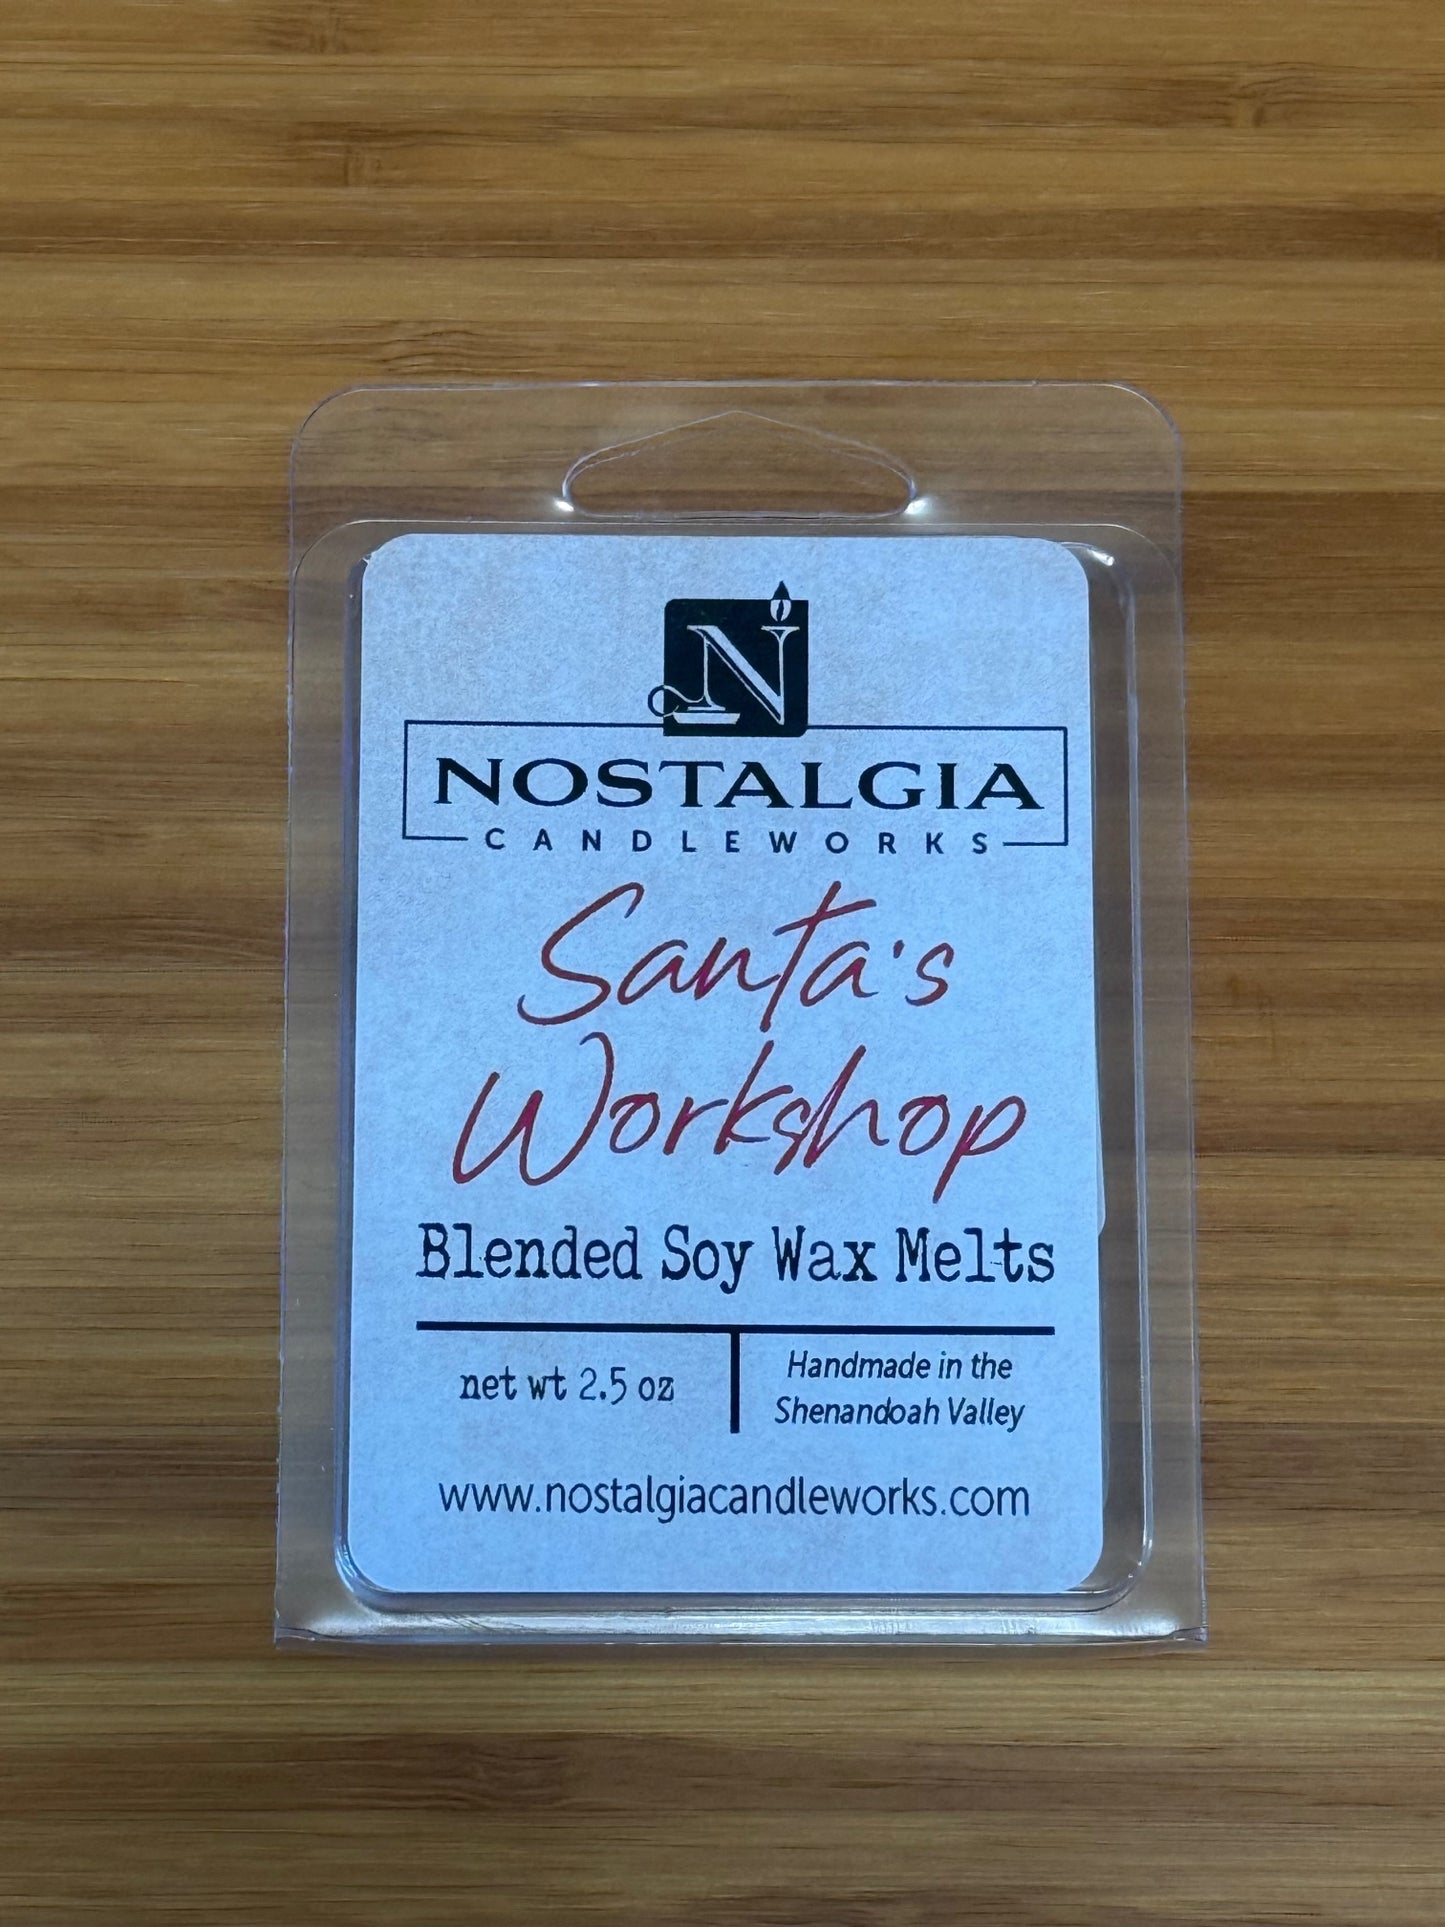 N
NOSTALGIA
CANDLEWORKS
Santa's
Workshop
Blended Soy Wax Melts
net wt 2.5 oz
Handmade in the
Shenandoah Valley
www.nostalgiacandleworks.com